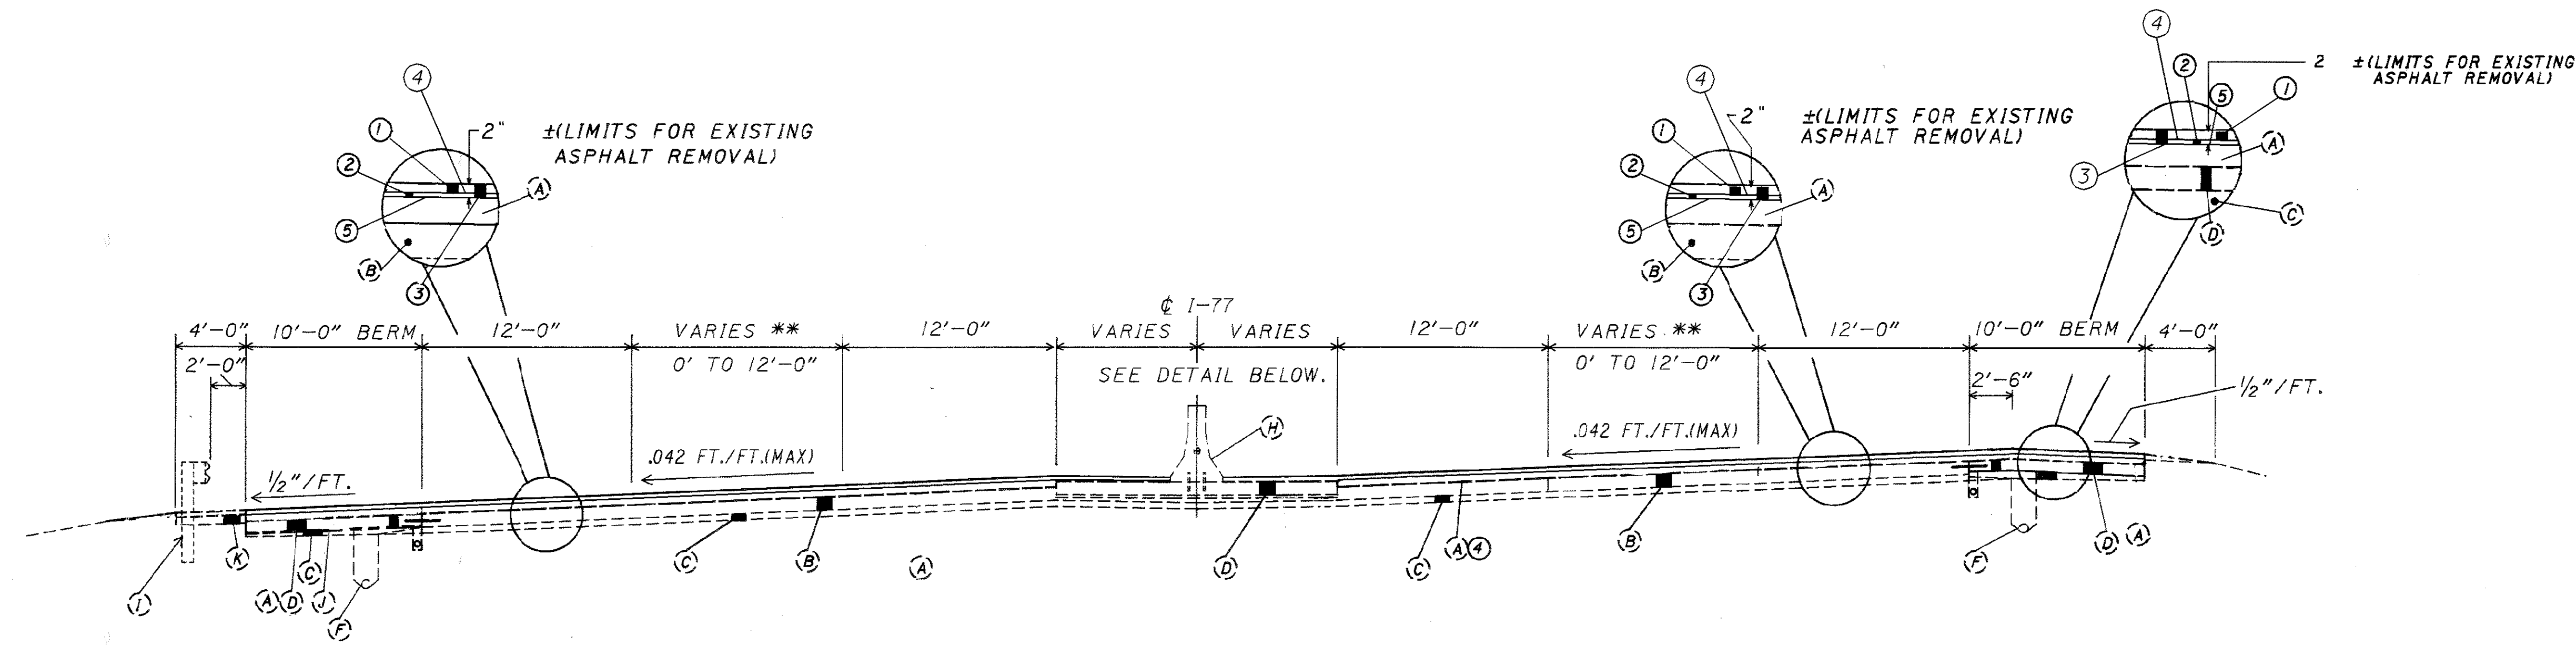 4
4
4
2
2 ±(LIMITS FOR EXISTING
ASPHALT REMOVAL)
5
1
1
2" ±(LIMITS FOR EXISTING
ASPHALT REMOVAL)
1
2" ±(LIMITS FOR EXISTING
ASPHALT REMOVAL)
2
A
2
A
A
3
5
5
C
D
B
B
3
3
₵ I-77
4'-0" 10'-0" BERM 12'-0" VARIES ** 12'-0" VARIES VARIES 12'-0" VARIES ** 12'-0" 10'-0" BERM 4'-0"
2'-0" 0' TO 12'-0" SEE DETAIL BELOW. 0' TO 12'-0" 2'-6" 1/2"/FT.
H
.042 FT./FT.(MAX) .042 FT./FT.(MAX)
1/2"/FT.
K C C B A D C A 4 B F D A
I A D J
F